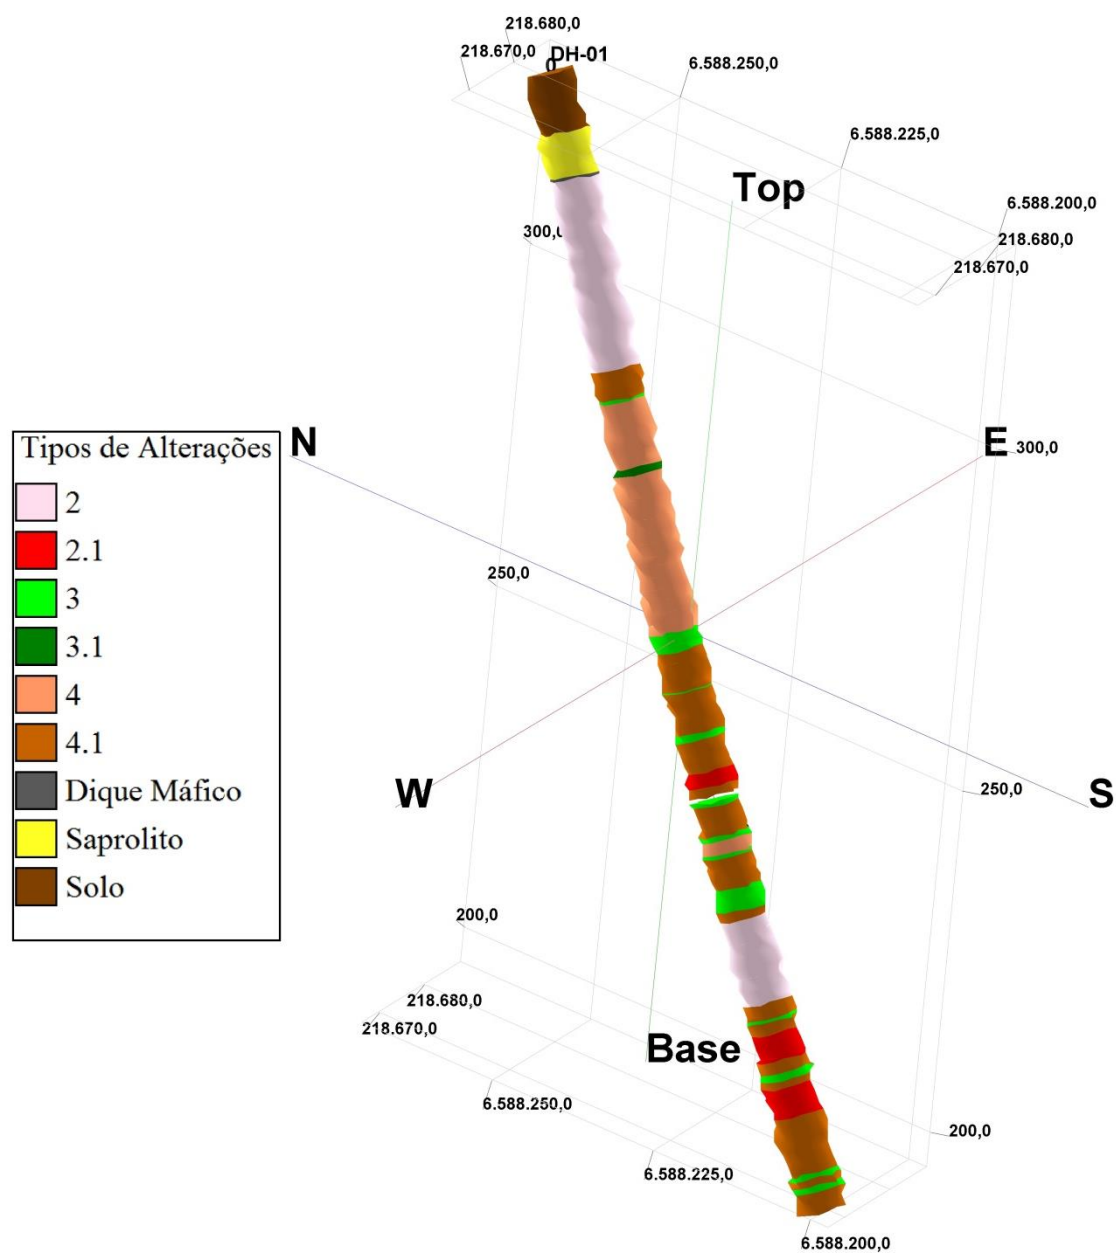 218.680,0
218.670,0
DH-01
0
6.588.250,0
6.588.225,0
Top
6.588.200,0
218.680,0
218.670,0
300,0
N
E
300,0
Tipos de Alterações
2
2.1
3
3.1
4
4.1
Dique Máfico
Saprolito
Solo
250,0
W
250,0
S
200,0
218.680,0
218.670,0
Base
6.588.250,0
200,0
6.588.225,0
6.588.200,0